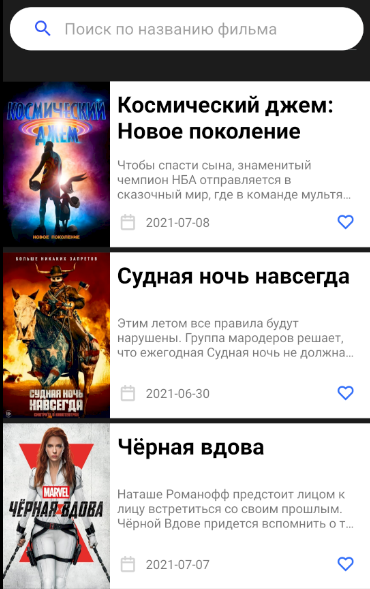 Поиск по названию фильма
КОСМИЧЕСКИЙ
ДЖЕМ
НОВОЕ ПОКОЛЕНИЕ
Космический джем:
Новое поколение
Чтобы спасти сына, знаменитый
чемпион НБА отправляется в
сказочный мир, где в команде мультя...
2021-07-08
БОЛЬШЕ НИКАКИХ ЗАПРЕТОВ
СУДНАЯ НОЧЬ
НАВСЕГДА
Судная ночь навсегда
Этим летом все правила будут
нарушены. Группа мародеров решает,
что ежегодная Судная ночь не должна...
2021-06-30
MARVEL
ЧЁРНАЯ ВДОВА
Чёрная вдова
Наташе Романофф предстоит лицом к
лицу встретиться со своим прошлым.
Чёрной Вдове придется вспомнить о т...
2021-07-07